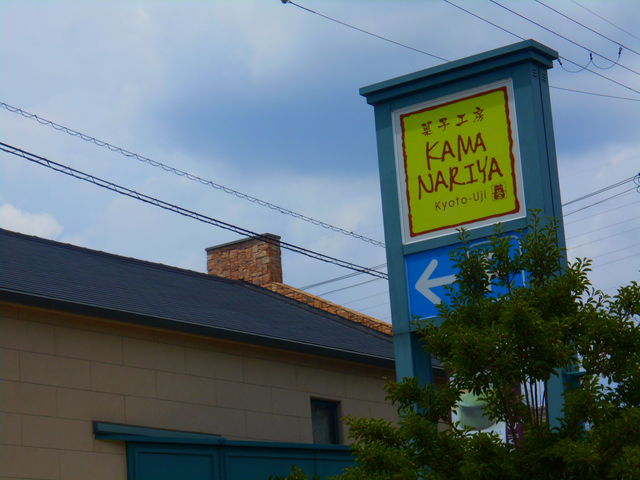 菓子工房
KAMA
NARIYA
Kyoto-Uji